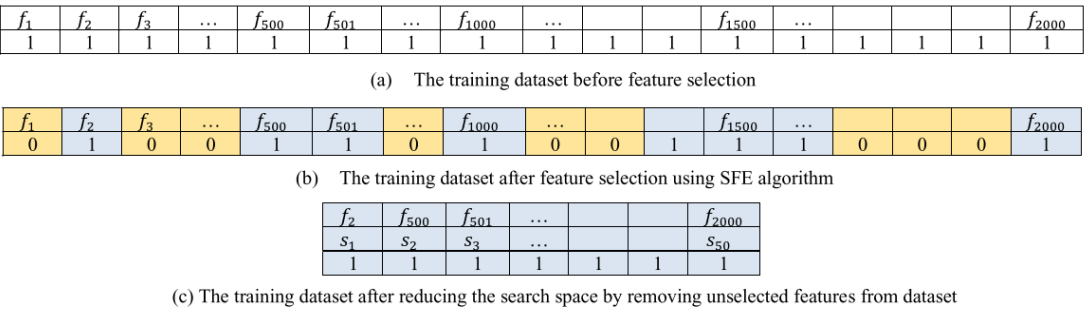 f1 f2 f3 … f500 f501 … f1000 … f1500 … f2000
1 1 1 1 1 1 1 1 1 1 1 1 1 1 1 1 1
(a) The training dataset before feature selection
f1 f2 f3 … f500 f501 … f1000 … f1500 … f2000
0 1 0 0 1 1 0 1 0 0 1 1 1 0 0 0 1
(b) The training dataset after feature selection using SFE algorithm
f2 f500 f501 … f2000
s1 s2 s3 … s50
1 1 1 1 1 1 1
(c) The training dataset after reducing the search space by removing unselected features from dataset